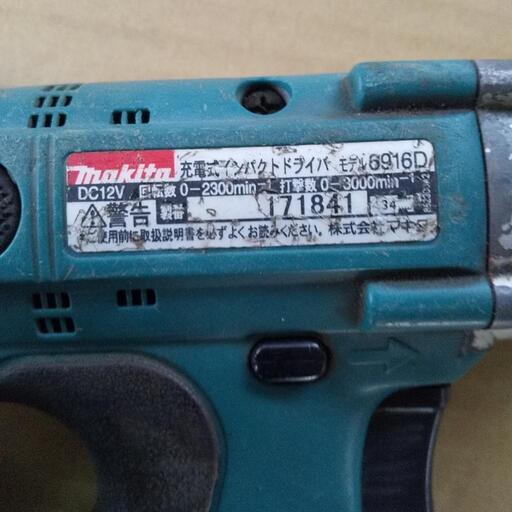 makita 充電式インパクトドライバ モデル6916D
DC12V 回転数 0-2300min⁻¹ 打撃数 0-3000min⁻¹
警告 製番 171841 34
使用前に取扱説明書を必ずよくお読みください。株式会社マキタ